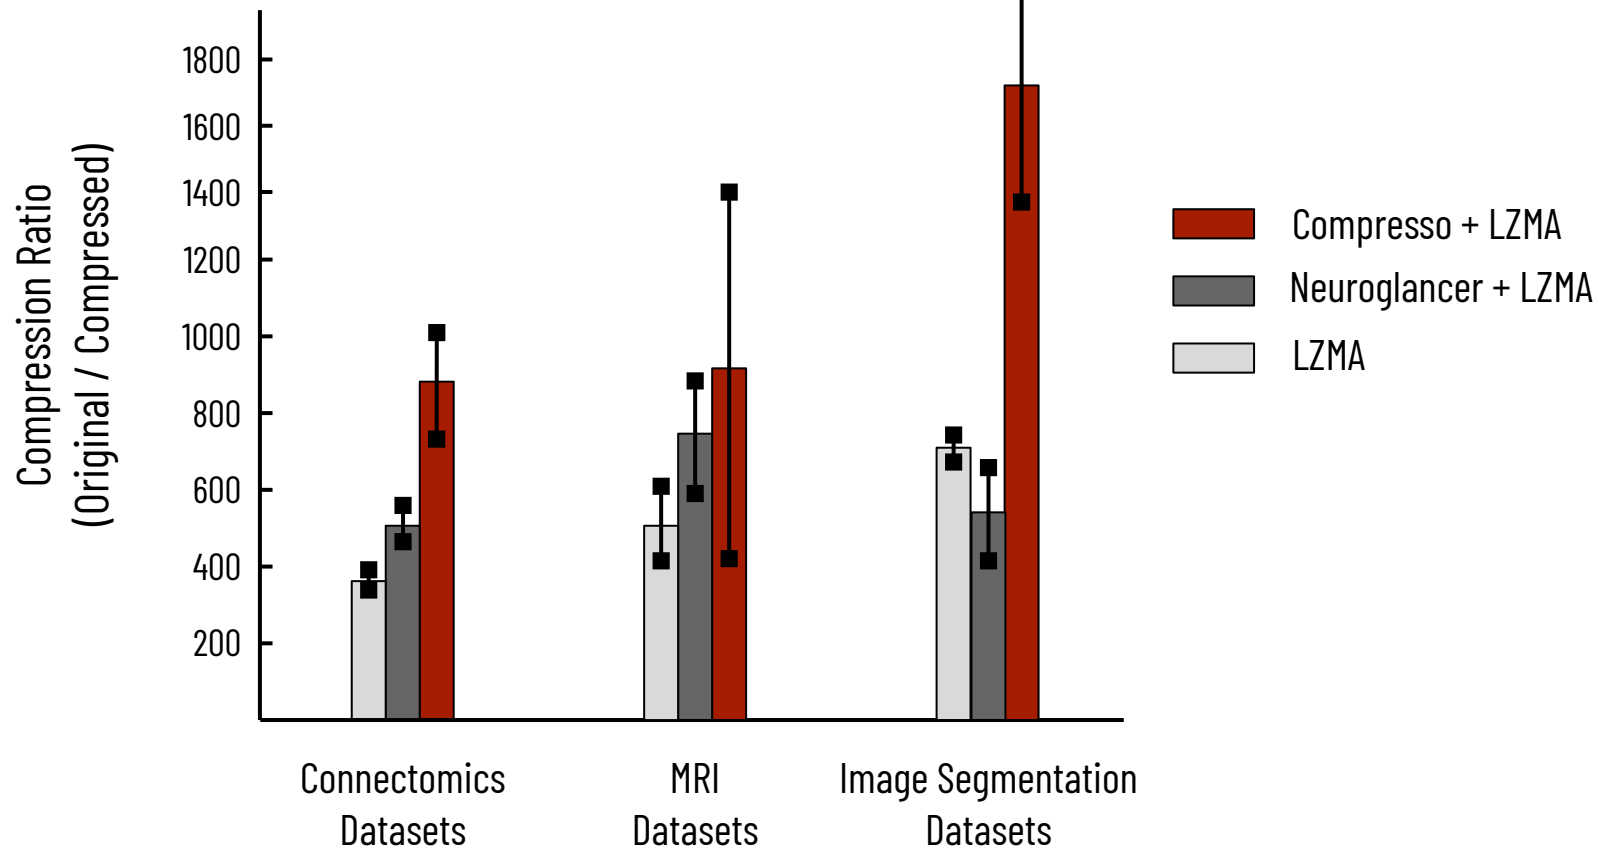 Compression Ratio
(Original / Compressed)
1800
1600
1400
1200
1000
800
600
400
200
Connectomics
Datasets
MRI
Datasets
Image Segmentation
Datasets
Compresso + LZMA
Neuroglancer + LZMA
LZMA